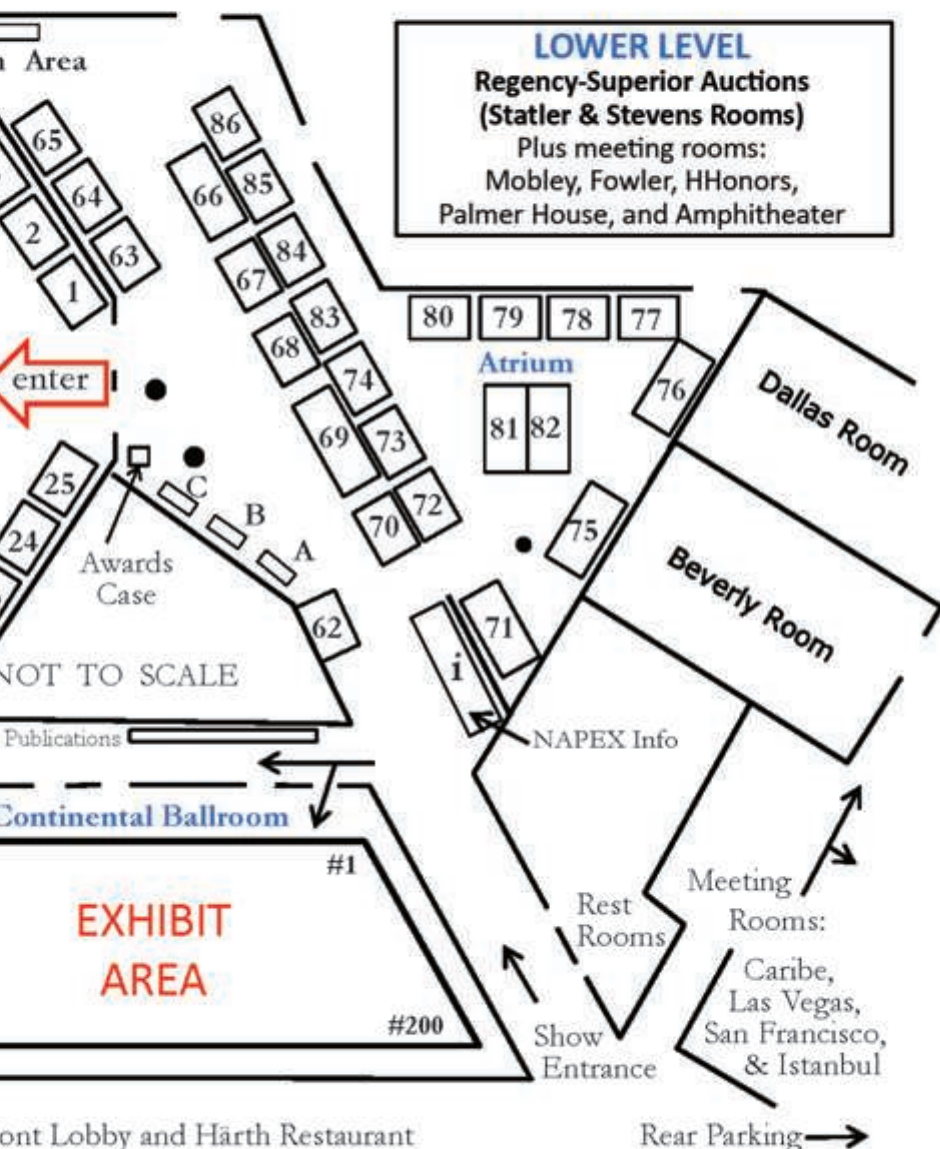 LOWER LEVEL
Regency-Superior Auctions
(Statler & Stevens Rooms)
Plus meeting rooms:
Mobley, Fowler, HHonors,
Palmer House, and Amphitheater
Area
65
64
63
2
1
86
66
85
84
67
83
68
74
69
73
70
72
80
79
78
77
Atrium
76
81
82
75
Dallas Room
Beverly Room
enter
25
24
C
B
A
Awards
Case
62
71
i
NOT TO SCALE
Publications
NAPEX Info
Continental Ballroom
#1
EXHIBIT
AREA
#200
Rest
Rooms
Meeting
Rooms:
Caribe,
Las Vegas,
San Francisco,
& Istanbul
Show
Entrance
ont Lobby and Härth Restaurant
Rear Parking